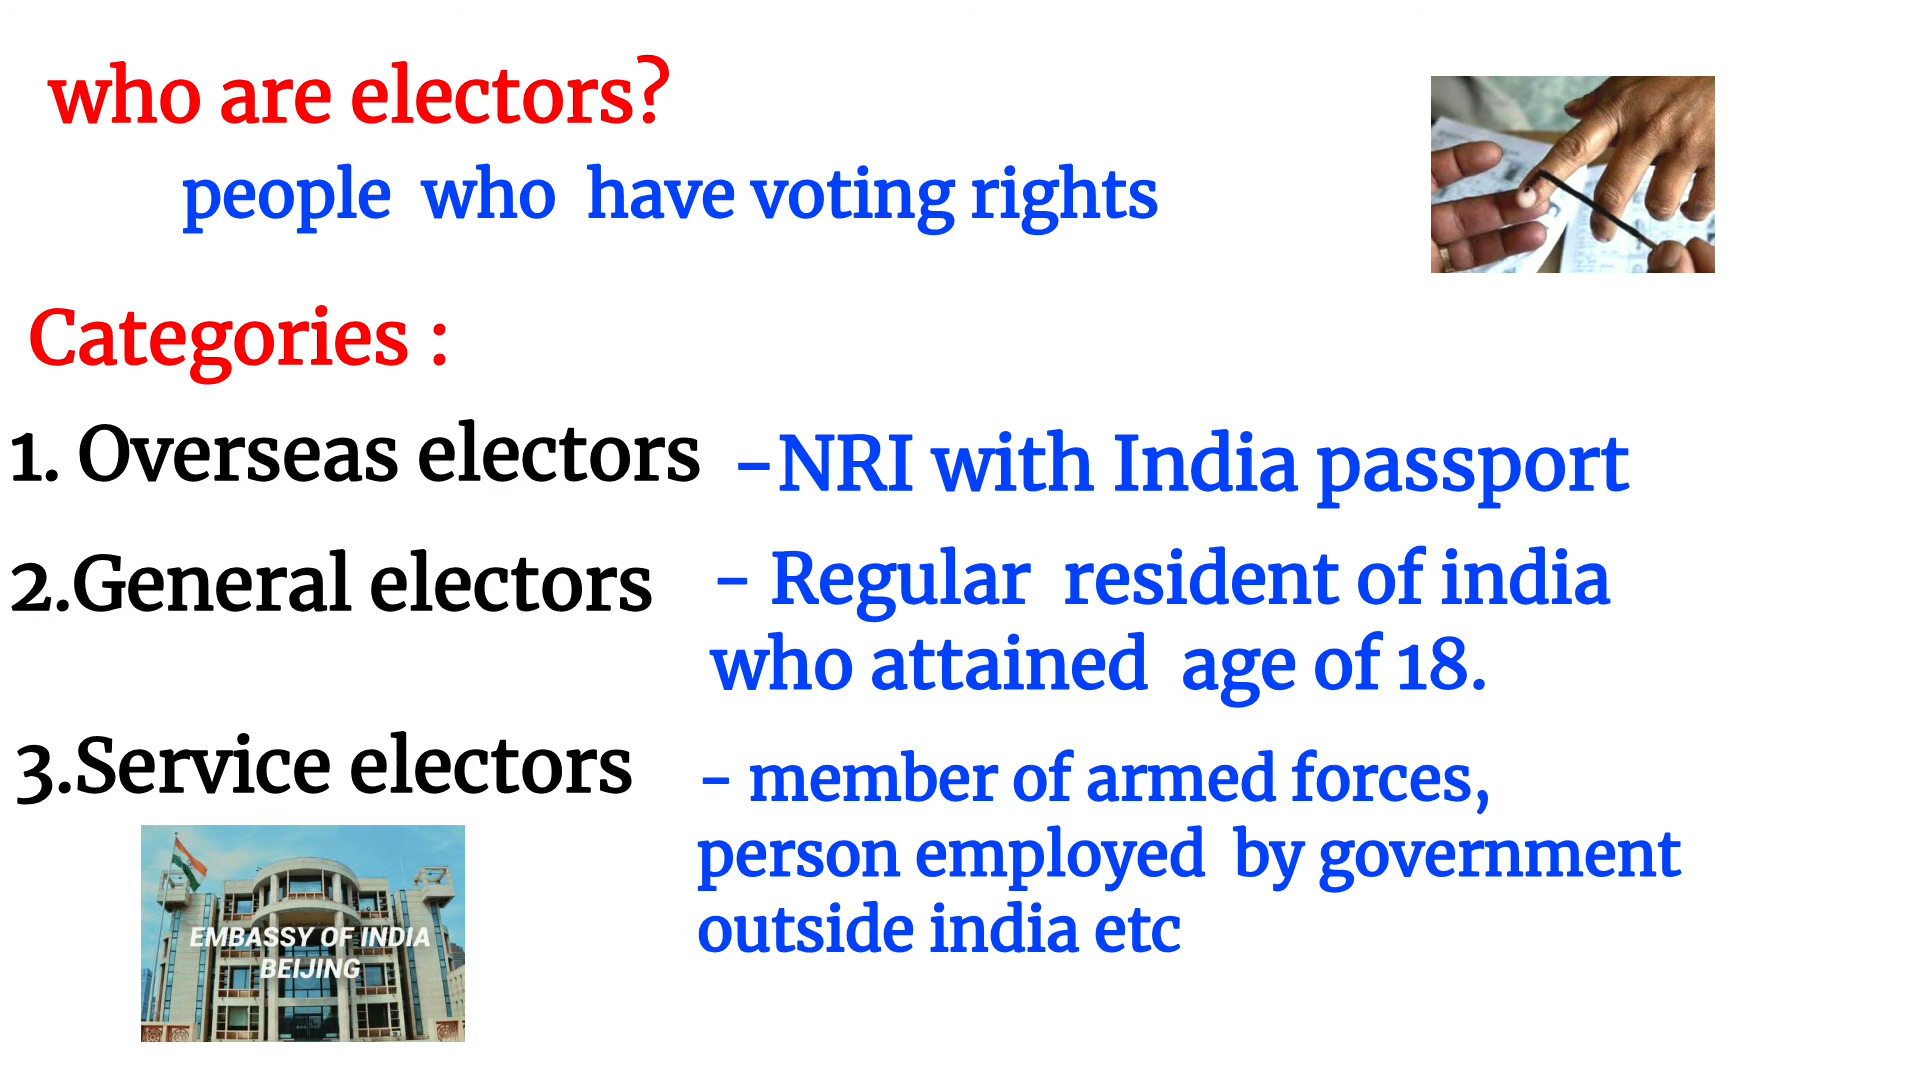 who are electors?
people who have voting rights
Categories :
1. Overseas electors -NRI with India passport
2.General electors - Regular resident of india
who attained age of 18.
3.Service electors - member of armed forces,
person employed by government
outside india etc
EMBASSY OF INDIA
BEIJING